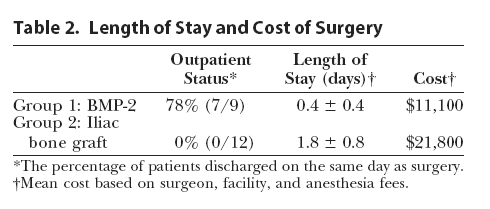 Table 2. Length of Stay and Cost of Surgery
Outpatient Status* Length of Stay (days)† Cost†
Group 1: BMP-2 78% (7/9) 0.4 ± 0.4 $11,100
Group 2: Iliac
bone graft 0% (0/12) 1.8 ± 0.8 $21,800
*The percentage of patients discharged on the same day as surgery.
†Mean cost based on surgeon, facility, and anesthesia fees.